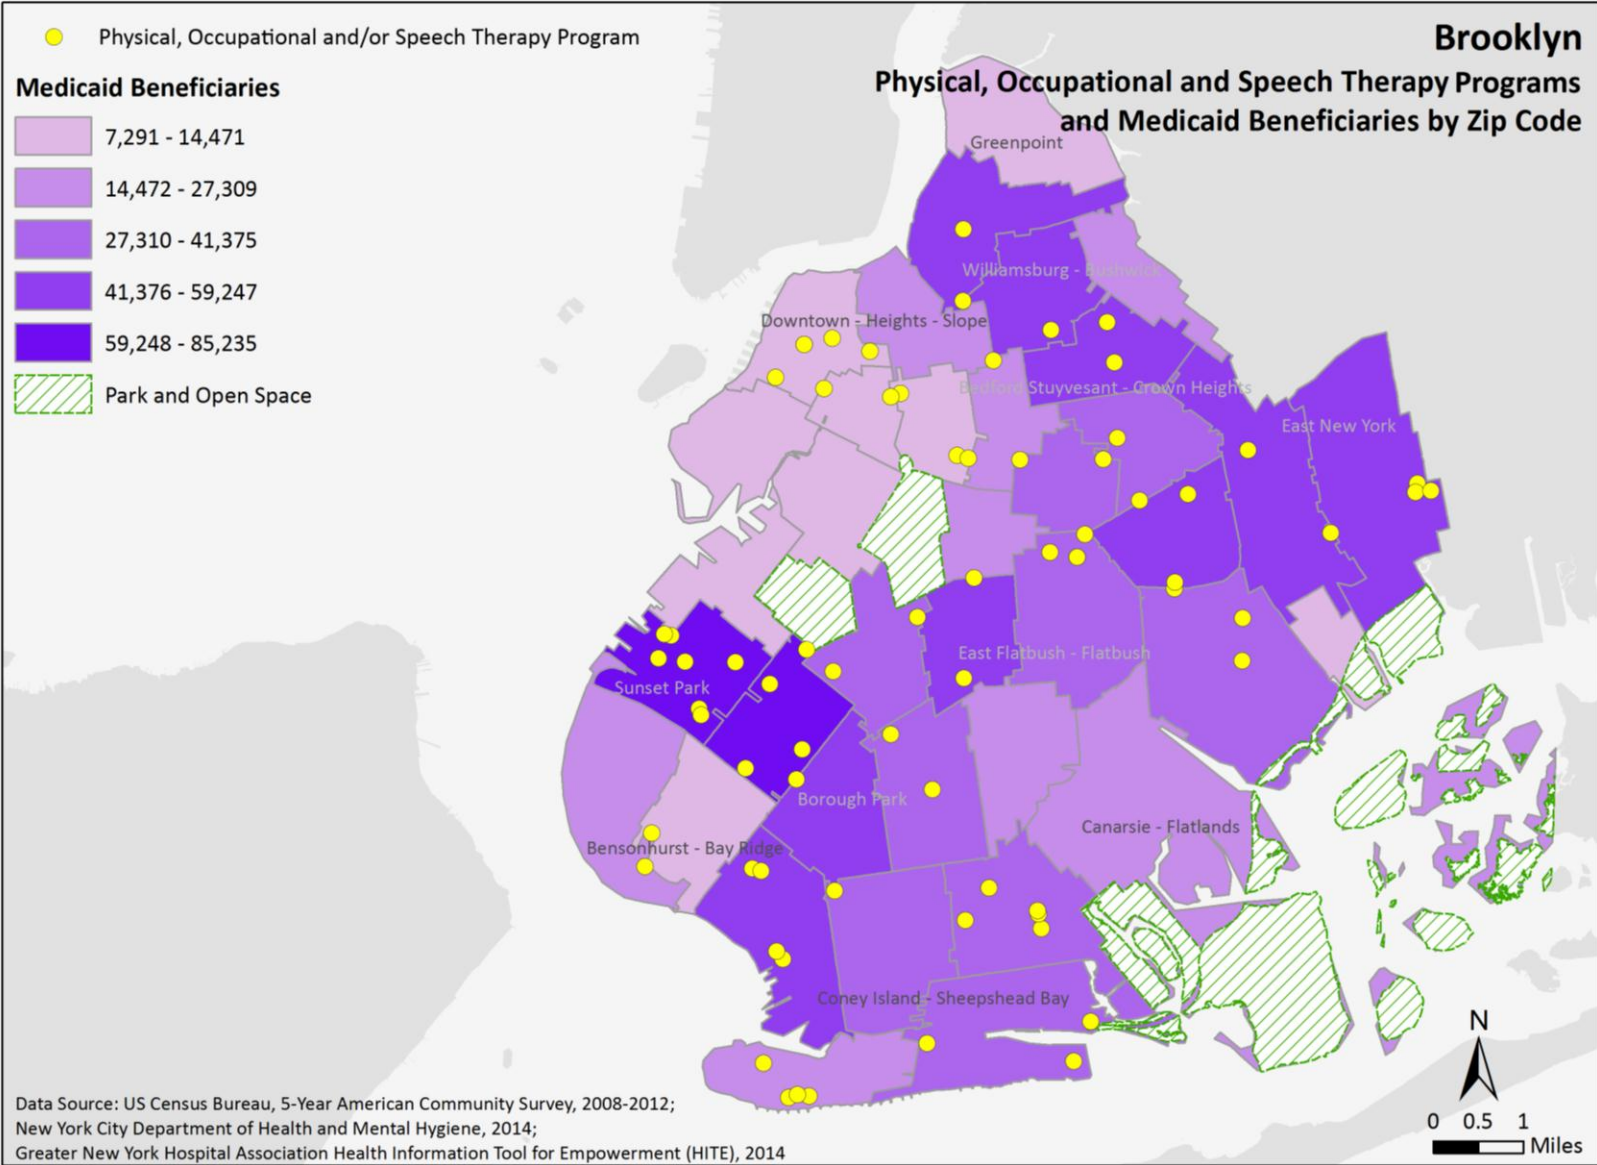 Physical, Occupational and/or Speech Therapy Program
Medicaid Beneficiaries
7,291 - 14,471
14,472 - 27,309
27,310 - 41,375
41,376 - 59,247
59,248 - 85,235
Park and Open Space
Brooklyn
Physical, Occupational and Speech Therapy Programs
and Medicaid Beneficiaries by Zip Code
Greenpoint
Williamsburg - Bushwick
Downtown - Heights - Slope
Bedford Stuyvesant - Crown Heights
East New York
East Flatbush - Flatbush
Sunset Park
Borough Park
Canarsie - Flatlands
Bensonhurst - Bay Ridge
Coney Island - Sheepshead Bay
N
0 0.5 1
Miles
Data Source: US Census Bureau, 5-Year American Community Survey, 2008-2012;
New York City Department of Health and Mental Hygiene, 2014;
Greater New York Hospital Association Health Information Tool for Empowerment (HITE), 2014